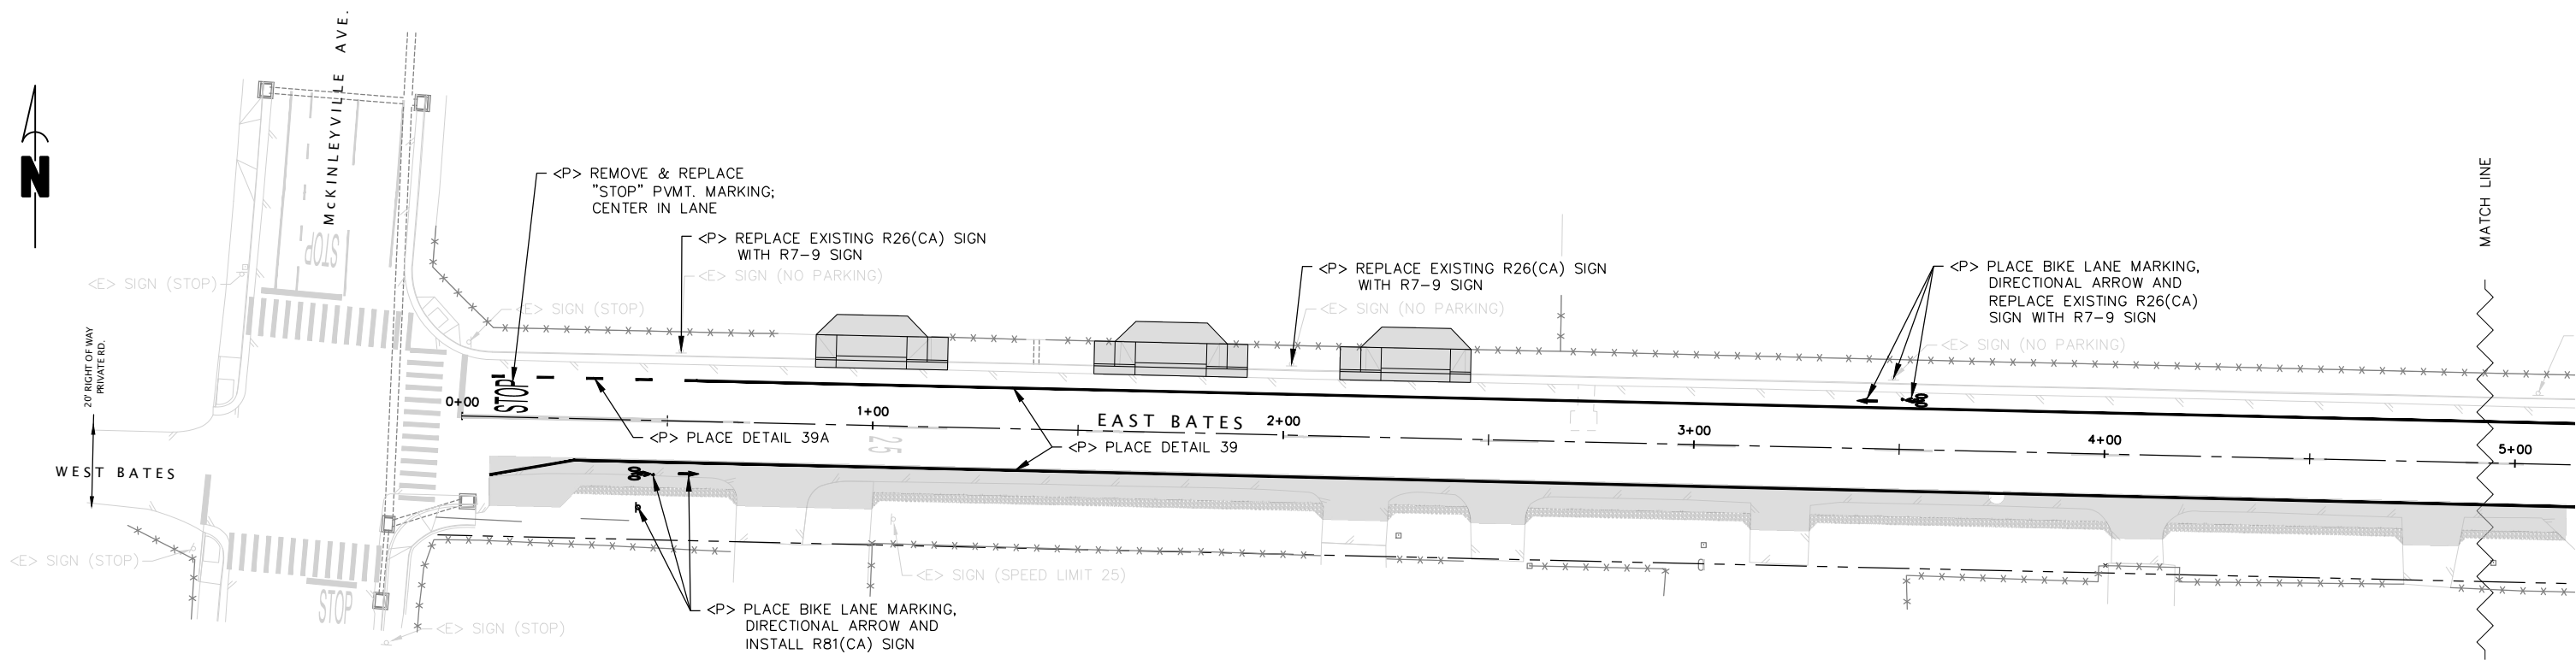 McKINLEYVILLE AVE.
N
<P> REMOVE & REPLACE
"STOP" PVMT. MARKING;
CENTER IN LANE
<P> REPLACE EXISTING R26(CA) SIGN
WITH R7-9 SIGN
<E> SIGN (NO PARKING)
<E> SIGN (STOP)
<E> SIGN (STOP)
STOP
<P> REPLACE EXISTING R26(CA) SIGN
WITH R7-9 SIGN
<E> SIGN (NO PARKING)
<P> PLACE BIKE LANE MARKING,
DIRECTIONAL ARROW AND
REPLACE EXISTING R26(CA)
SIGN WITH R7-9 SIGN
<E> SIGN (NO PARKING)
MATCH LINE
20' RIGHT OF WAY
PRIVATE RD.
WEST BATES
STOP
0+00
1+00
EAST BATES
2+00
3+00
4+00
5+00
25
<P> PLACE DETAIL 39A
<P> PLACE DETAIL 39
<E> SIGN (STOP)
STOP
<E> SIGN (SPEED LIMIT 25)
<P> PLACE BIKE LANE MARKING,
DIRECTIONAL ARROW AND
INSTALL R81(CA) SIGN
<E> SIGN (STOP)